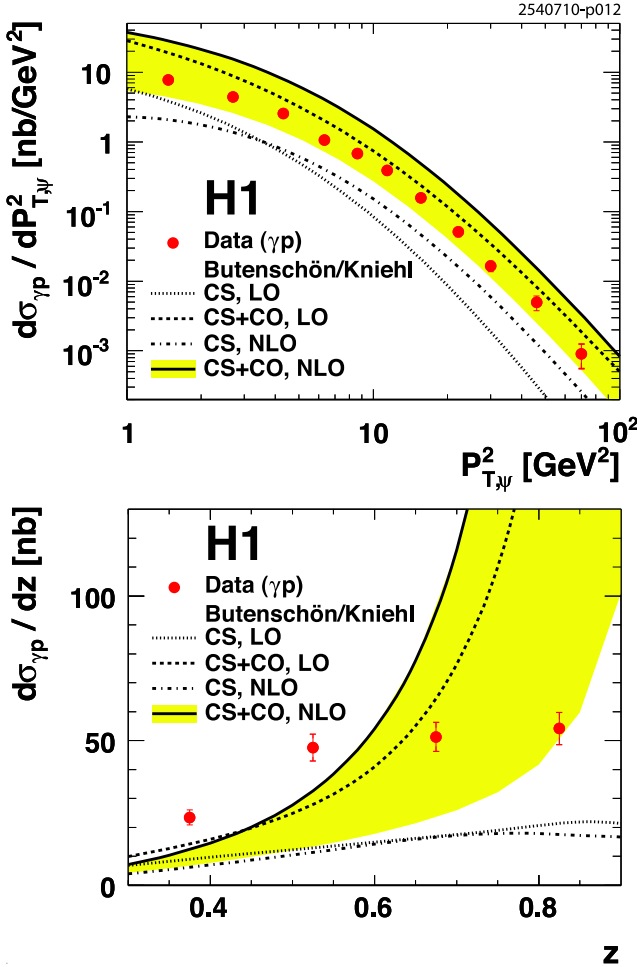 2540710-p012
dσγp / dP²T,ψ [nb/GeV²]
10
1
10⁻¹
10⁻²
10⁻³
H1
Data (γp)
Butenschön/Kniehl
CS, LO
CS+CO, LO
CS, NLO
CS+CO, NLO
1 10 10²
P²T,ψ [GeV²]
dσγp / dz [nb]
100
50
0
H1
Data (γp)
Butenschön/Kniehl
CS, LO
CS+CO, LO
CS, NLO
CS+CO, NLO
0.4 0.6 0.8
z